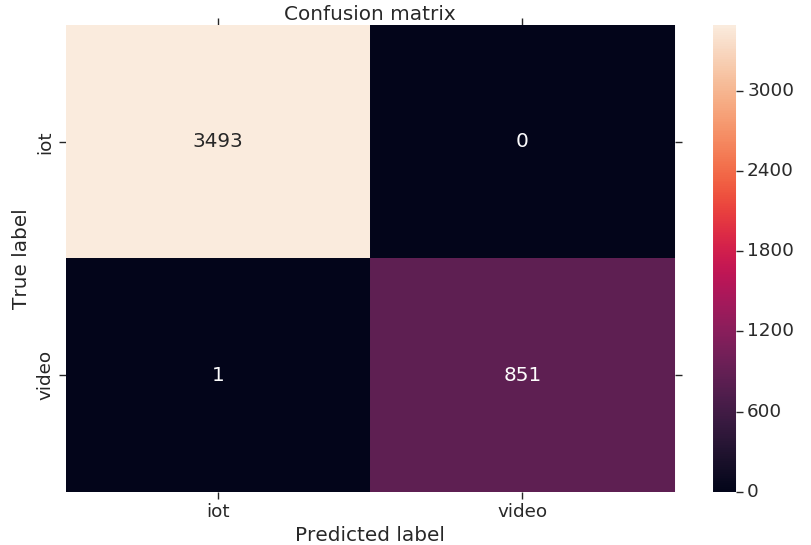 Confusion matrix
True label
iot
3493
0
video
1
851
iot
video
Predicted label
3000
2400
1800
1200
600
0